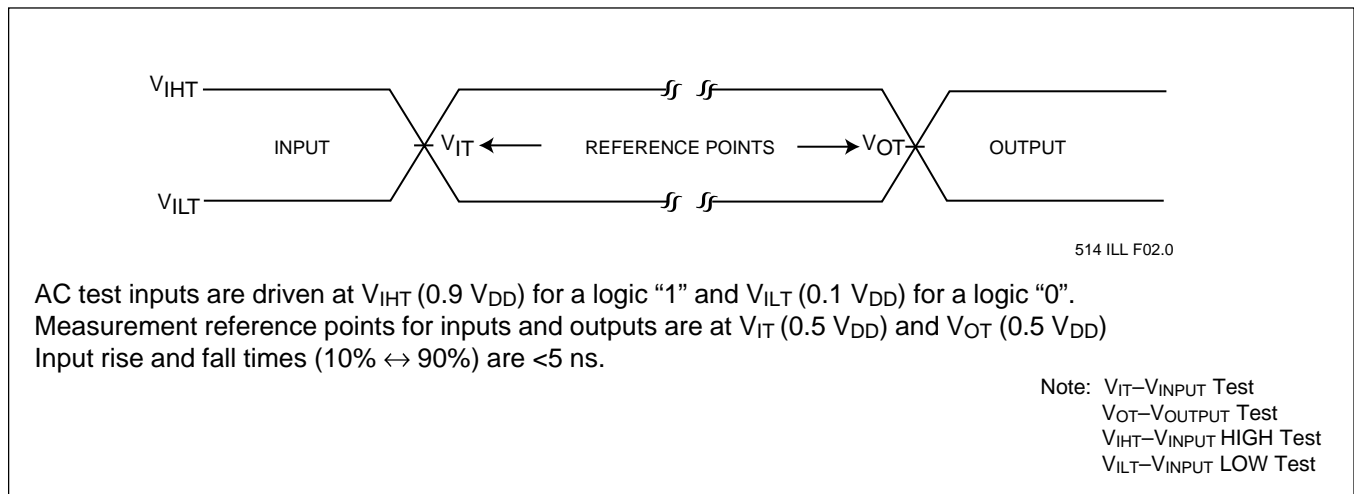 VIHT
INPUT VIT REFERENCE POINTS VOT OUTPUT
VILT
514 ILL F02.0
AC test inputs are driven at VIHT (0.9 VDD) for a logic “1” and VILT (0.1 VDD) for a logic “0”.
Measurement reference points for inputs and outputs are at VIT (0.5 VDD) and VOT (0.5 VDD)
Input rise and fall times (10% ↔ 90%) are <5 ns.
Note: VIT–VINPUT Test
VOT–VOUTPUT Test
VIHT–VINPUT HIGH Test
VILT–VINPUT LOW Test